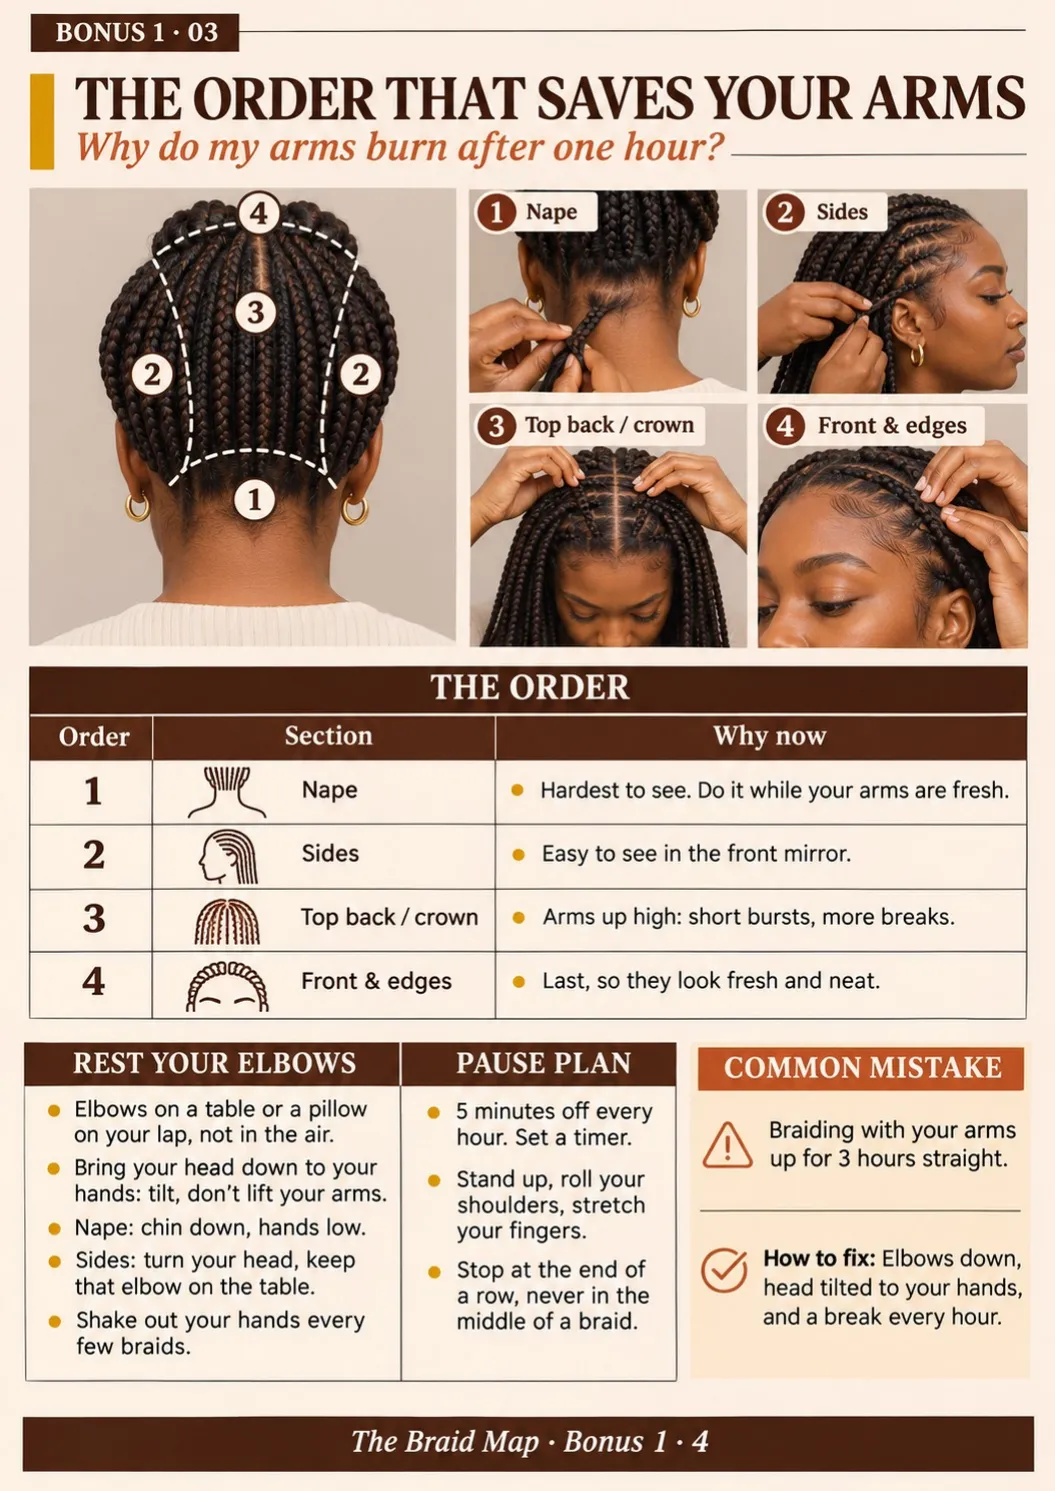 BONUS 1 · 03
THE ORDER THAT SAVES YOUR ARMS
Why do my arms burn after one hour?
4
3
2
2
1
1 Nape
2 Sides
3 Top back / crown
4 Front & edges
THE ORDER
Order Section Why now
1 Nape Hardest to see. Do it while your arms are fresh.
2 Sides Easy to see in the front mirror.
3 Top back / crown Arms up high: short bursts, more breaks.
4 Front & edges Last, so they look fresh and neat.
REST YOUR ELBOWS
Elbows on a table or a pillow
on your lap, not in the air.
Bring your head down to your
hands: tilt, don't lift your arms.
Nape: chin down, hands low.
Sides: turn your head, keep
that elbow on the table.
Shake out your hands every
few braids.
PAUSE PLAN
5 minutes off every
hour. Set a timer.
Stand up, roll your
shoulders, stretch
your fingers.
Stop at the end of
a row, never in the
middle of a braid.
COMMON MISTAKE
Braiding with your arms
up for 3 hours straight.
How to fix: Elbows down,
head tilted to your hands,
and a break every hour.
The Braid Map · Bonus 1 · 4